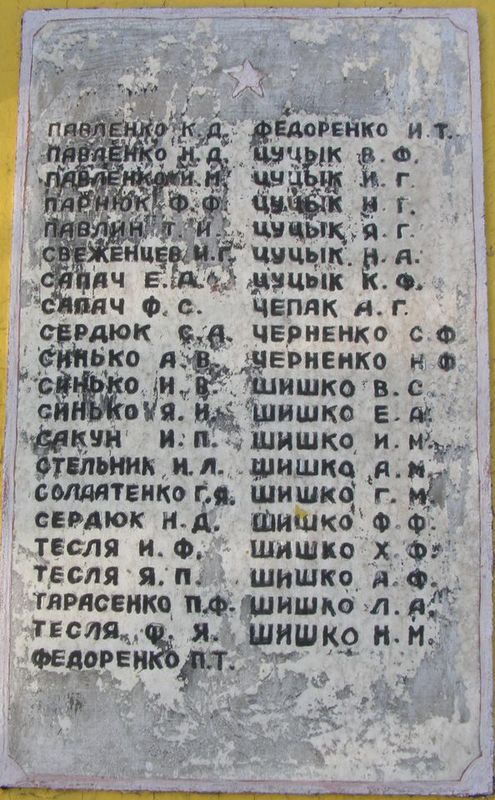 ПАВЛЕНКО К.Д.
ПАВЛЕНКО Н.Д.
ПАВЛЕНКО И.М
ПАРНЮК Ф.Ф
ПАВЛИН Т.И
СВЕЖЕНЦЕВ И.Г.
САПАЧ Е.А.
САПАЧ Ф.С.
СЕРДЮК С.А.
СИНЬКО А.В
СИНЬКО И.В
СИНЬКО Я.И
САКУН И.П.
СТЕЛЬНИК И.Л.
СОЛДАТЕНКО Г.Я.
СЕРДЮК Н.Д.
ТЕСЛЯ И.Ф.
ТЕСЛЯ Я.П.
ТАРАСЕНКО П.Ф.
ТЕСЛЯ Ф.Я.
ФЕДОРЕНКО П.Т.
ФЕДОРЕНКО И.Т.
ЦУЦЫК В.Ф.
ЦУЦЫК И.Г.
ЦУЦЫК Н Г.
ЦУЦЫК Я.Г
ЦУЦЫК Н.А
ЦУЦЫК К.Ф.
ЧЕПАК А.Г.
ЧЕРНЕНКО С.Ф
ЧЕРНЕНКО Н.Ф
ШИШКО В.С
ШИШКО Е.А
ШИШКО И.М
ШИШКО А.М.
ШИШКО Г.М
ШИШКО Ф.Ф.
ШИШКО Х.Ф.
ШИШКО А.Ф.
ШИШКО Л.А.
ШИШКО Н.М.